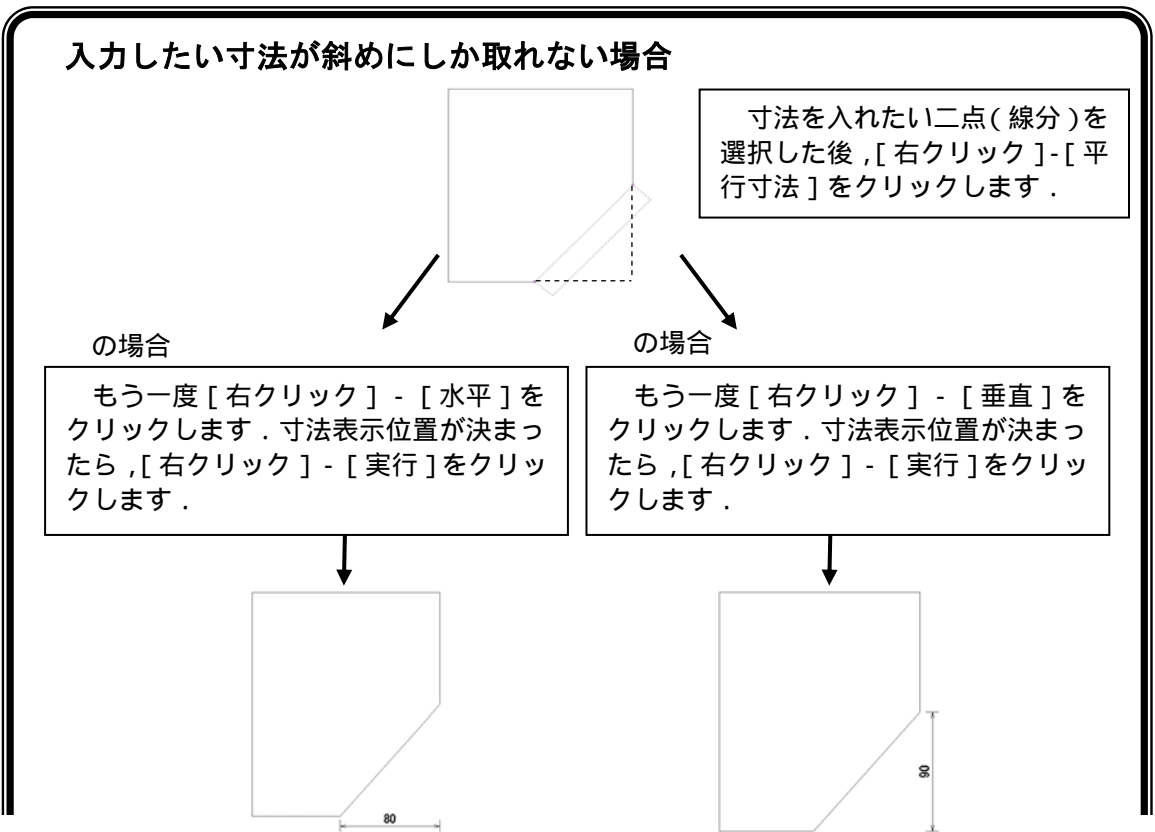 入力したい寸法が斜めにしか取れない場合
寸法を入れたい二点(線分)を
選択した後,[右クリック]-[平
行寸法]をクリックします.
の場合
もう一度[右クリック] - [水平]を
クリックします.寸法表示位置が決まっ
たら,[右クリック] - [実行]をクリッ
クします.
の場合
もう一度[右クリック] - [垂直]を
クリックします.寸法表示位置が決まっ
たら,[右クリック] - [実行]をクリッ
クします.
80
90